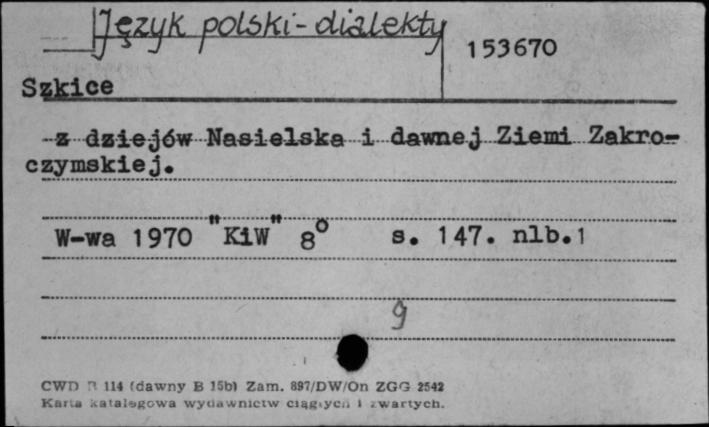 Język polski - dialekty
153670
Szkice
z dziejów Nasielska i dawnej Ziemi Zakro-
czymskiej.
W-wa 1970 "KiW" 8° s. 147. nlb.1
9
CWD B 114 (dawny B 15b) Zam. 897/DW/On ZGG 2542
Karta katalogowa wydawnictw ciągłych i zwartych.